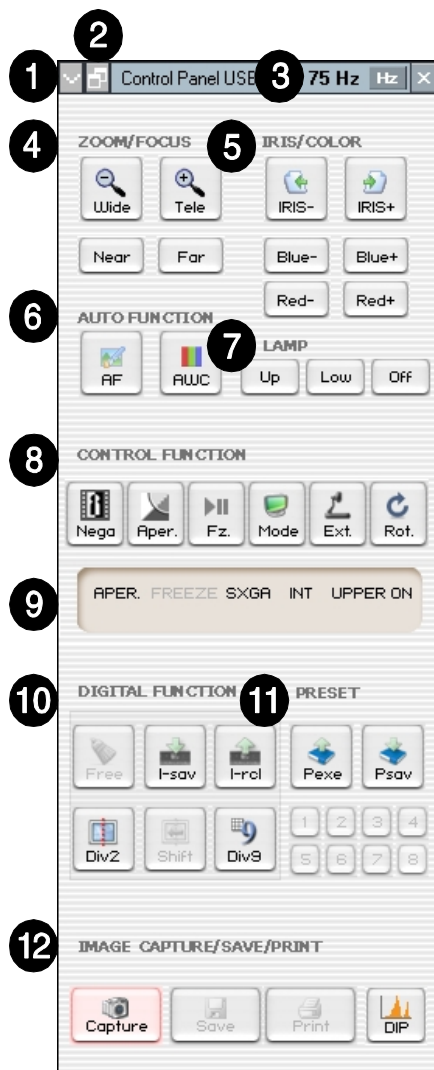 2
1 Control Panel USB 3 75 Hz Hz
4 ZOOM/FOCUS 5 IRIS/COLOR
Wide Tele IRIS- IRIS+
Near Far Blue- Blue+
Red- Red+
6 AUTO FUNCTION
7 LAMP
AF AWC Up Low Off
8 CONTROL FUNCTION
Nega Aper. Fz. Mode Ext. Rot.
9 APER. FREEZE SXGA INT UPPER ON
10 DIGITAL FUNCTION 11 PRESET
Free I-sav I-rcl Pexe Psav
1 2 3 4
Div2 Shift Div9
5 6 7 8
12 IMAGE CAPTURE/SAVE/PRINT
Capture Save Print DIP